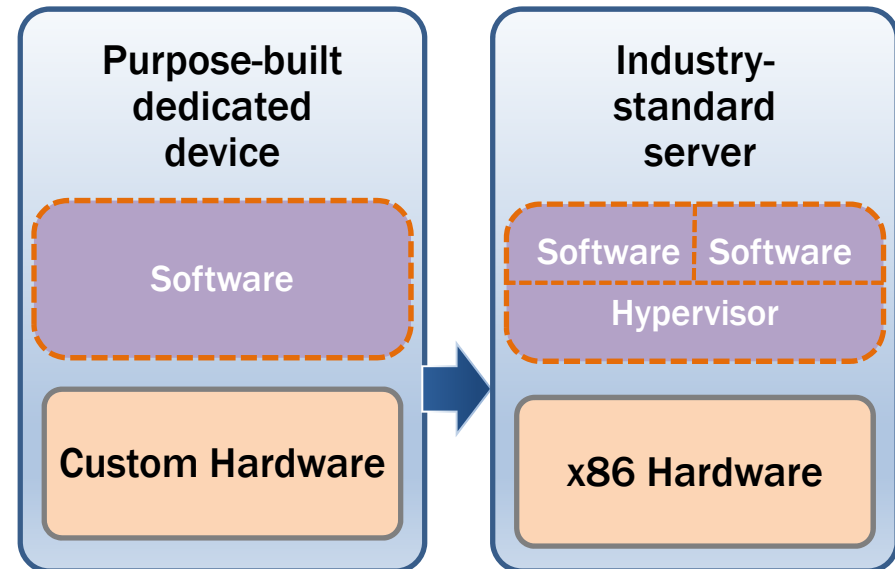 Purpose-built
dedicated
device
Software
Custom Hardware
Industry-
standard
server
Software
Software
Hypervisor
x86 Hardware